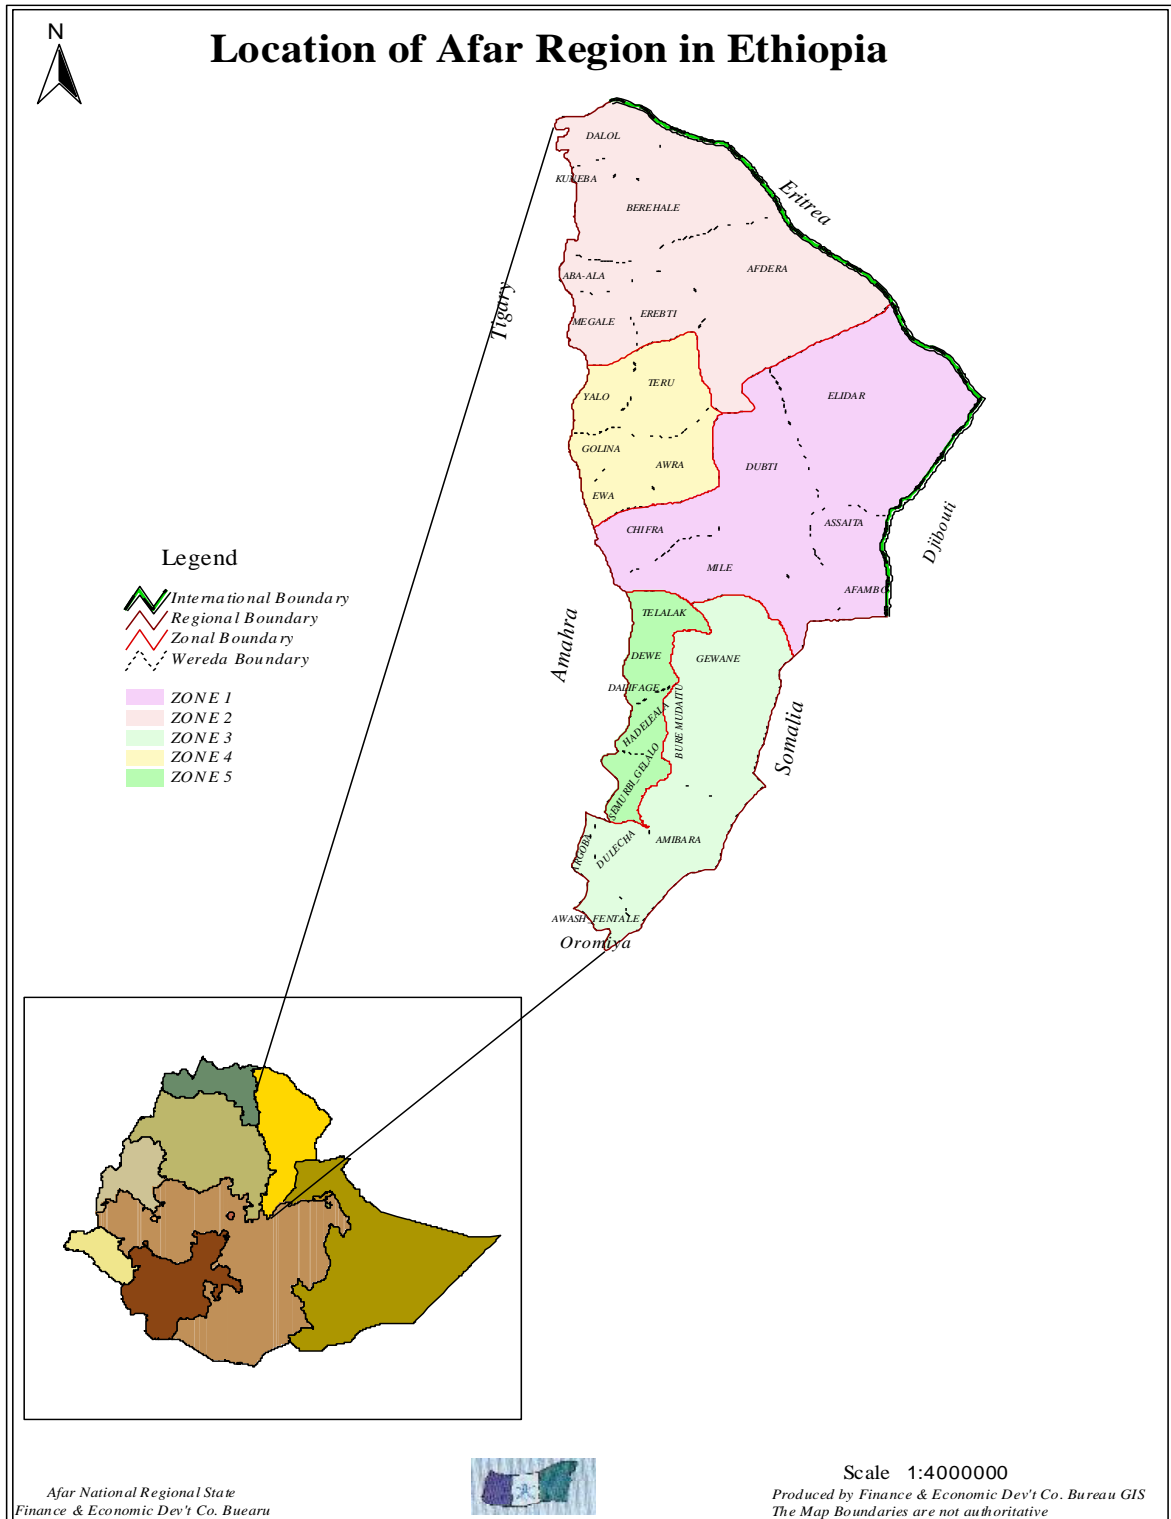 N
Location of Afar Region in Ethiopia
DALOL
KUNEBA
BEREHALE
Eritrea
ABA-ALA
AFDERA
Tigary
MEGALE
EREBTI
YALO
TERU
ELIDAR
GOLINA
AWRA
DUBTI
EWA
CHIFRA
ASSAITA
Djibouti
MILE
AFAMBO
Legend
International Boundary
Regional Boundary
Zonal Boundary
Wereda Boundary
ZONE 1
ZONE 2
ZONE 3
ZONE 4
ZONE 5
Amahra
TELALAK
DEWE
GEWANE
DALIFAGE
BURE MUDAITU
HADELEALA
Somalia
SEMURBI_GELALO
ARGOBA
DULECHA
AMIBARA
AWASH_FENTALE
Oromiya
Afar National Regional State
Finance & Economic Dev't Co. Buearu
Scale 1:4000000
Produced by Finance & Economic Dev't Co. Bureau GIS
The Map Boundaries are not authoritative